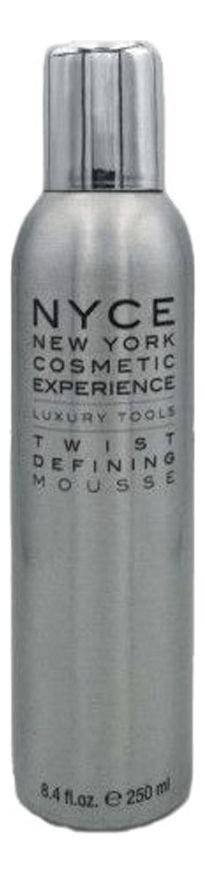 NYCE
NEW YORK
COSMETIC
EXPERIENCE
LUXURY TOOLS
TWIST
DEFINING
MOUSSE
8.4 fl.oz. ℮ 250 ml